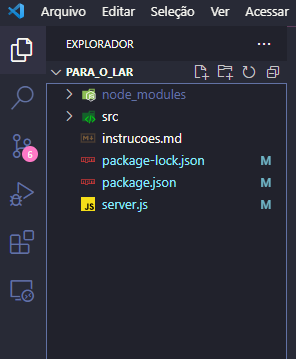 Arquivo Editar Seleção Ver Acessar
EXPLORADOR ...
PARA_O_LAR
node_modules
src
instrucoes.md
package-lock.json M
package.json M
JS server.js M
6